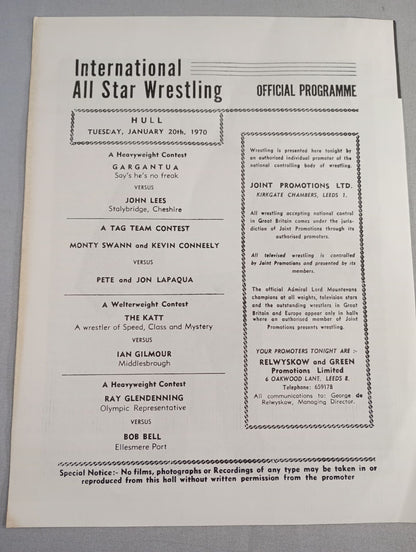 International
All Star Wrestling
OFFICIAL PROGRAMME
HULL
TUESDAY, JANUARY 20th, 1970
A Heavyweight Contest
GARGANTUA
Say's he's no freak
VERSUS
JOHN LEES
Stalybridge, Cheshire
A TAG TEAM CONTEST
MONTY SWANN and KEVIN CONNEELY
VERSUS
PETE and JON LAPAQUA
A Welterweight Contest
THE KATT
A wrestler of Speed, Class and Mystery
VERSUS
IAN GILMOUR
Middlesbrough
A Heavyweight Contest
RAY GLENDENNING
Olympic Representative
VERSUS
BOB BELL
Ellesmere Port
Wrestling is presented here tonight by
an authorised individual promoter of the
national controlling body of wrestling.
JOINT PROMOTIONS LTD.
KIRKGATE CHAMBERS, LEEDS 1.
All wrestling accepting national control
in Great Britain comes under the juris-
diction of Joint Promotions through its
authorised promoters.
All televised wrestling is controlled
by Joint Promotions and presented by its
members.
The official Admiral Lord Mountevans
champions at all weights, television stars
and the outstanding wrestlers in Great
Britain and Europe appear only in halls
where an authorised member of Joint
Promotions presents wrestling.
YOUR PROMOTERS TONIGHT ARE :-
RELWYSKOW and GREEN
Promotions Limited
6 OAKWOOD LANT, LEEDS 8.
Telephone: 659178
All communications to: George de
Relwyskow, Managing Director.
Special Notice:- No films, photographs or Recordings of any type may be taken in or
reproduced from this hall without written permission from the promoter